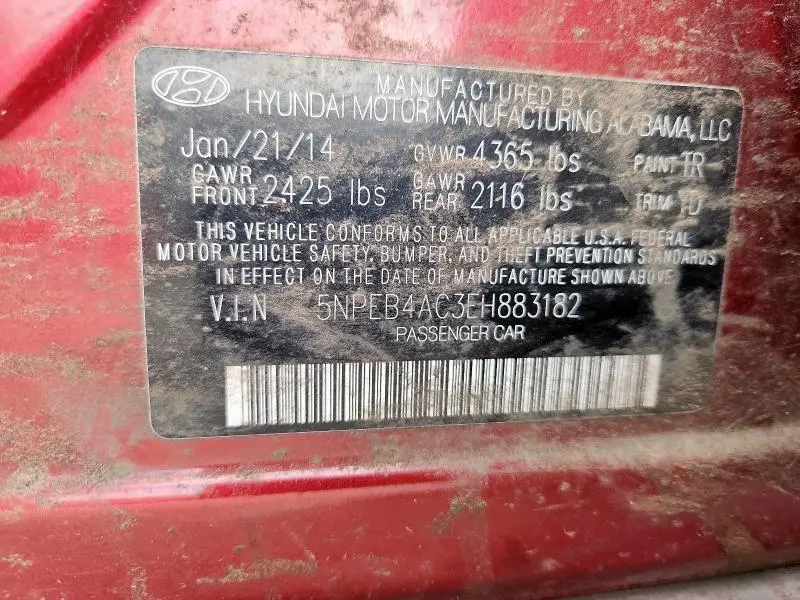 MANUFACTURED BY
HYUNDAI MOTOR MANUFACTURING ALABAMA, LLC
Jan/21/14 GVWR 4365 lbs PAINT TR
GAWR FRONT 2425 lbs GAWR REAR 2116 lbs TRIM YD
THIS VEHICLE CONFORMS TO ALL APPLICABLE U.S.A. FEDERAL
MOTOR VEHICLE SAFETY, BUMPER, AND THEFT PREVENTION STANDARDS
IN EFFECT ON THE DATE OF MANUFACTURE SHOWN ABOVE
V.I.N 5NPEB4AC3EH883182
PASSENGER CAR